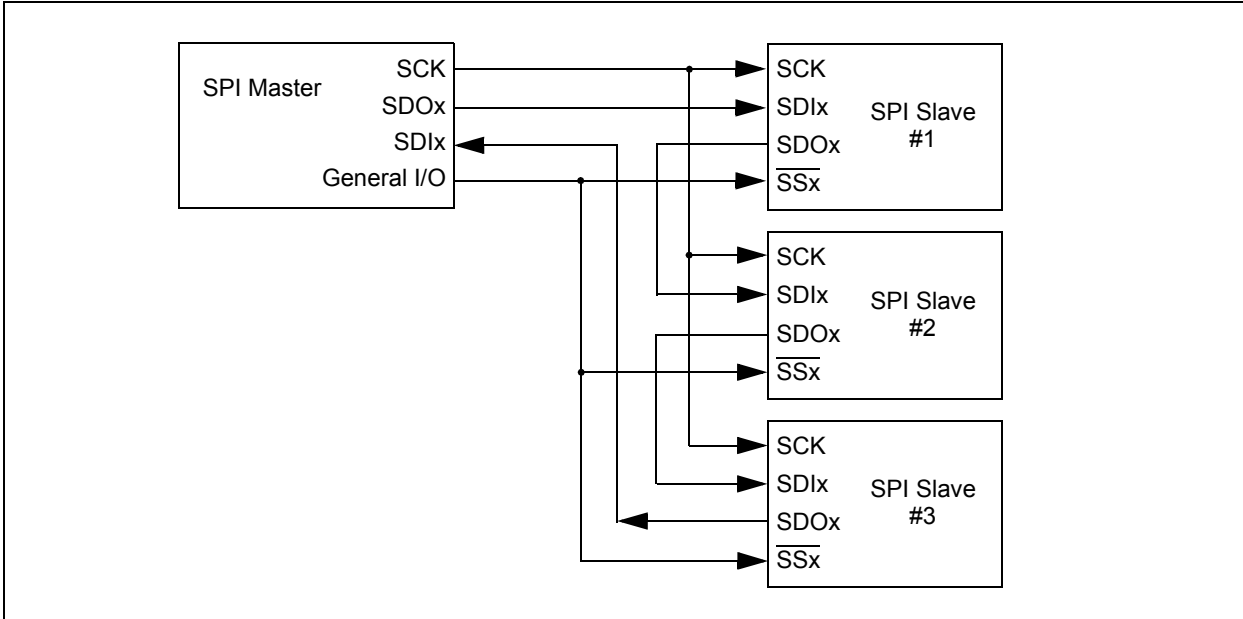 SPI Master
SCK
SDOx
SDIx
General I/O
SCK
SDIx
SDOx
SSx
SPI Slave
#1
SCK
SDIx
SDOx
SSx
SPI Slave
#2
SCK
SDIx
SDOx
SSx
SPI Slave
#3